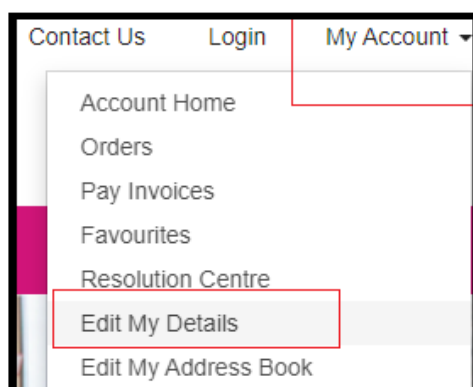 Contact Us Login My Account
Account Home
Orders
Pay Invoices
Favourites
Resolution Centre
Edit My Details
Edit My Address Book